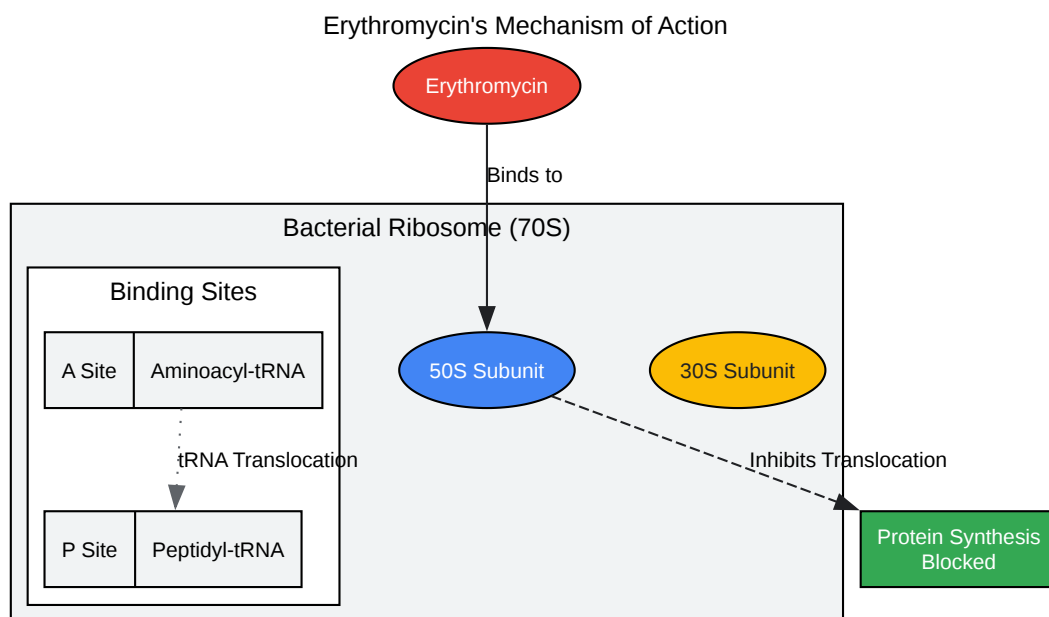 Erythromycin's Mechanism of Action
Erythromycin
Binds to
Bacterial Ribosome (70S)
Binding Sites
A Site
Aminoacyl-tRNA
50S Subunit
30S Subunit
tRNA Translocation
Inhibits Translocation
P Site
Peptidyl-tRNA
Protein Synthesis
Blocked